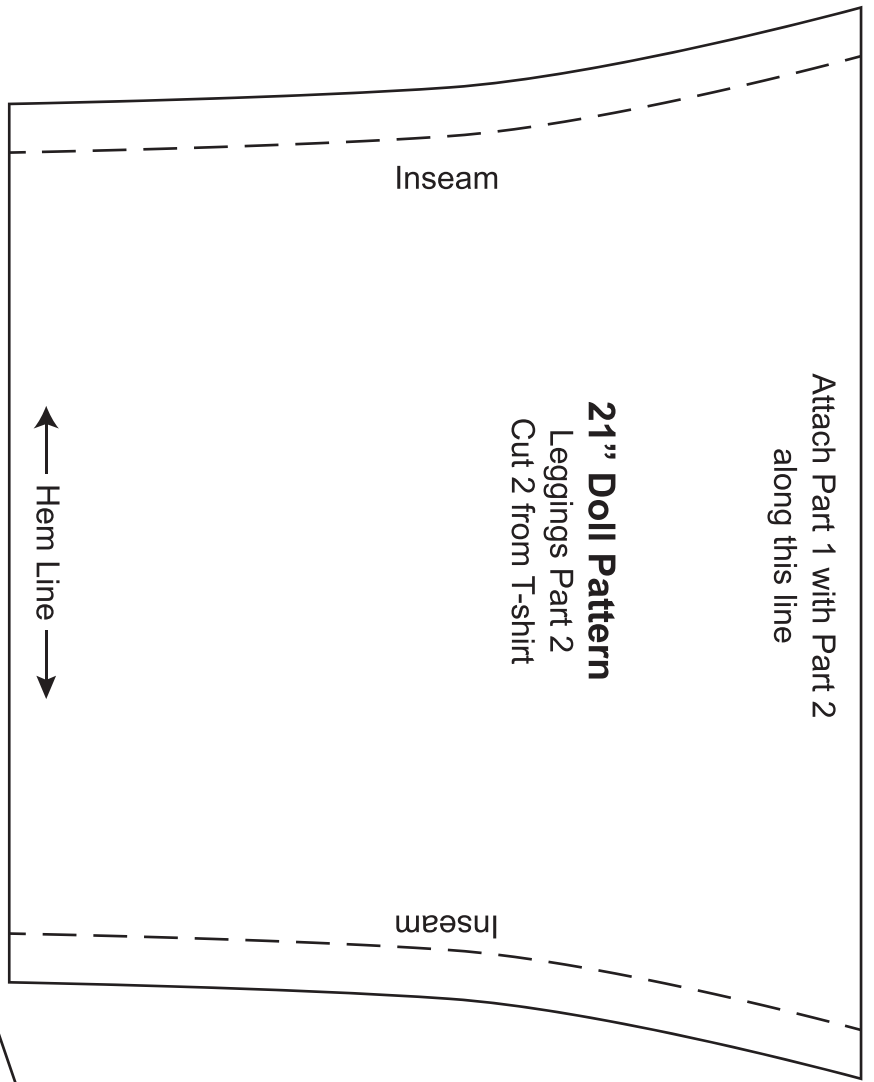 Attach Part 1 with Part 2
along this line
21” Doll Pattern
Leggings Part 2
Cut 2 from T-shirt
Inseam
Inseam
Hem Line